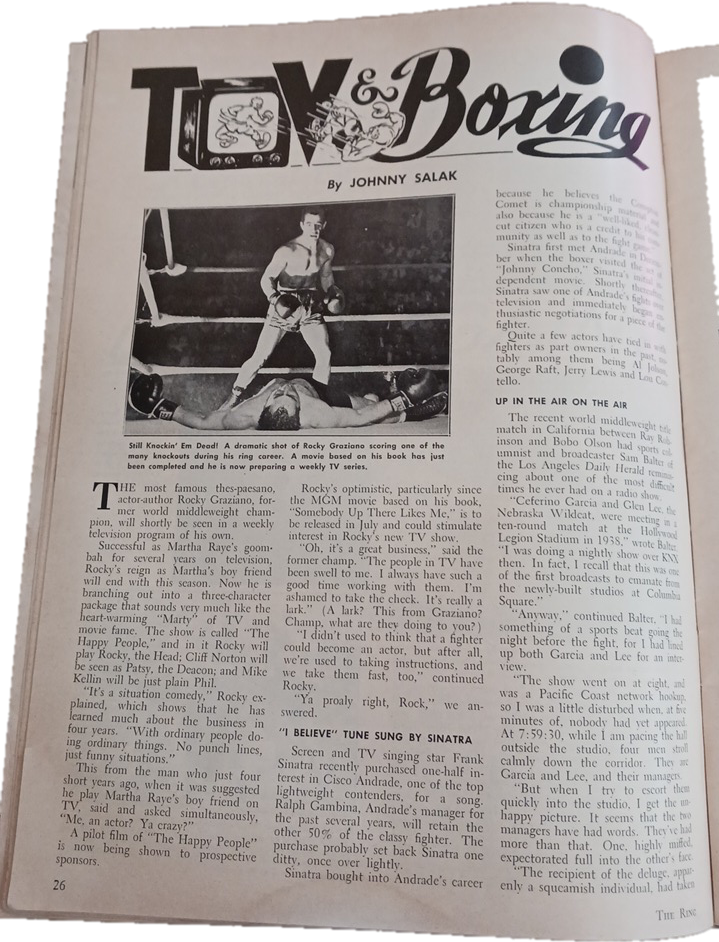 TV & Boxing
By JOHNNY SALAK
Still Knockin' Em Dead! A dramatic shot of Rocky Graziano scoring one of the
many knockouts during his ring career. A movie based on his book has just
been completed and he is now preparing a weekly TV series.
THE most famous thes-paesano,
actor-author Rocky Graziano, for-
mer world middleweight cham-
pion, will shortly be seen in a weekly
television program of his own.
Successful as Martha Raye's goom-
bah for several years on television,
Rocky's reign as Martha's boy friend
will end with this season. Now he is
branching out into a three-character
package that sounds very much like the
heart-warming "Marty" of TV and
movie fame. The show is called "The
Happy People," and in it Rocky will
play Rocky, the Head; Cliff Norton will
be seen as Patsy, the Deacon; and Mike
Kellin will be just plain Phil.
"It's a situation comedy," Rocky ex-
plained, which shows that he has
learned much about the business in
four years. "With ordinary people do-
ing ordinary things. No punch lines,
just funny situations."
This from the man who just four
short years ago, when it was suggested
he play Martha Raye's boy friend on
TV, said and asked simultaneously,
"Me, an actor? Ya crazy?"
A pilot film of "The Happy People"
is now being shown to prospective
sponsors.
26
Rocky's optimistic, particularly since
the MGM movie based on his book,
"Somebody Up There Likes Me," is to
be released in July and could stimulate
interest in Rocky's new TV show.
"Oh, it's a great business," said the
former champ. "The people in TV have
been swell to me. I always have such a
good time working with them. I'm
ashamed to take the check. It's really a
lark." (A lark? This from Graziano?
Champ, what are they doing to you?)
"I didn't used to think that a fighter
could become an actor, but after all,
we're used to taking instructions, and
we take them fast, too," continued
Rocky.
"Ya proaly right, Rock," we an-
swered.
"I BELIEVE" TUNE SUNG BY SINATRA
Screen and TV singing star Frank
Sinatra recently purchased one-half in-
terest in Cisco Andrade, one of the top
lightweight contenders, for a song.
Ralph Gambina, Andrade's manager for
the past several years, will retain the
other 50% of the classy fighter. The
purchase probably set back Sinatra one
ditty, once over lightly.
Sinatra bought into Andrade's career
because he believes the
Comet is championship
also because he is a "well-liked,
cut citizen who is a credit to his
munity as well as to the fight
Sinatra first met Andrade in
ber when the boxer visited the
"Johnny Concho," Sinatra's
dependent movie. Shortly
Sinatra saw one of Andrade's fights
television and immediately began
thusiastic negotiations for a piece of the
fighter.
Quite a few actors have tied in with
fighters as part owners in the past,
tably among them being Al
George Raft, Jerry Lewis and Lou
tello.
UP IN THE AIR ON THE AIR
The recent world middleweight title
match in California between Ray
inson and Bobo Olson had sports
umnist and broadcaster Sam Balter of
the Los Angeles Daily Herald
cing about one of the most difficult
times he ever had on a radio show.
"Ceferino Garcia and Glen Lee, the
Nebraska Wildcat, were meeting in a
ten-round match at the Hollywood
Legion Stadium in 1938," wrote Balter.
"I was doing a nightly show over KNX
then. In fact, I recall that this was one
of the first broadcasts to emanate from
the newly-built studios at Columbia
Square."
"Anyway," continued Balter, "I had
something of a sports beat going the
night before the fight, for I had lined
up both Garcia and Lee for an inter-
view.
"The show went on at eight, and
was a Pacific Coast network hookup,
so I was a little disturbed when, at five
minutes of, nobody had yet appeared.
At 7:59:30, while I am pacing the hall
outside the studio, four men stroll
calmly down the corridor. They are
Garcia and Lee, and their managers.
"But when I try to escort them
quickly into the studio, I get the un-
happy picture. It seems that the two
managers have had words. They've had
more than that. One, highly miffed,
expectorated full into the other's face.
"The recipient of the deluge, appar-
enly a squeamish individual, had taken
THE RING